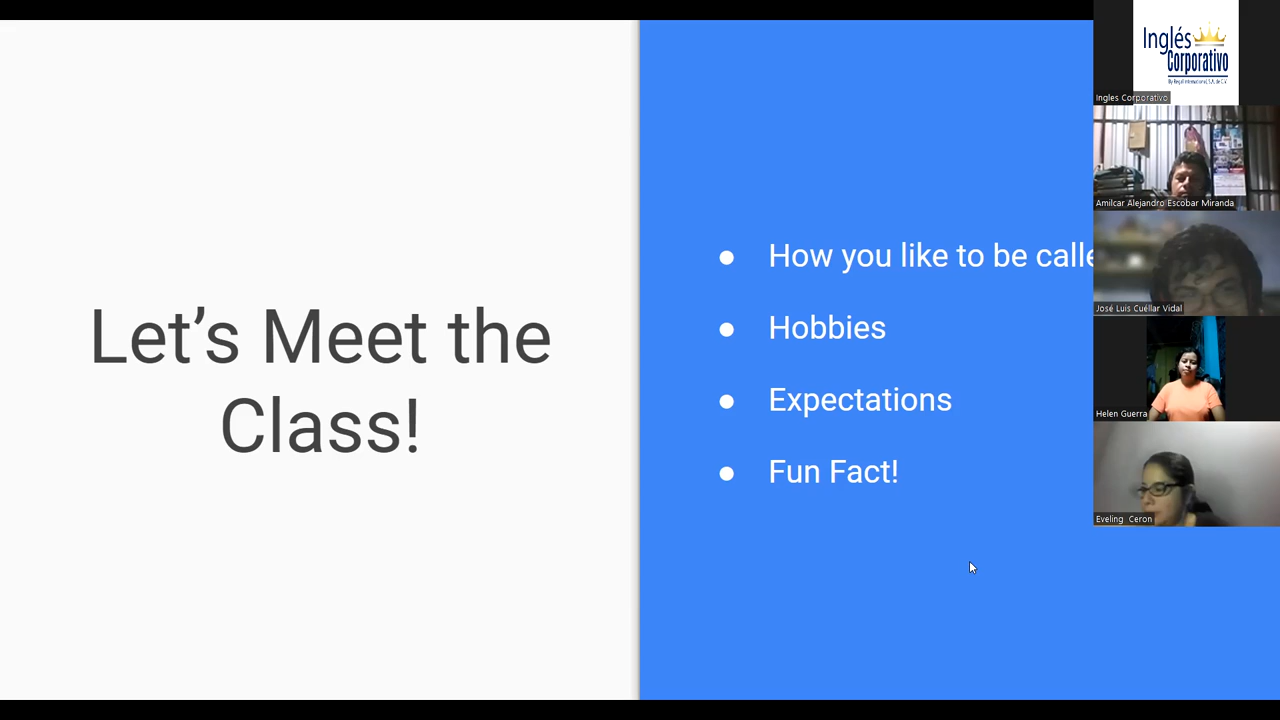 Let's Meet the
Class!
How you like to be calle
Hobbies
Expectations
Fun Fact!
Inglés
Corporativo
Ingles Corporativo
Amilcar Alejandro Escobar Miranda
José Luis Cuéllar Vidal
Helen Guerra
Eveling Ceron